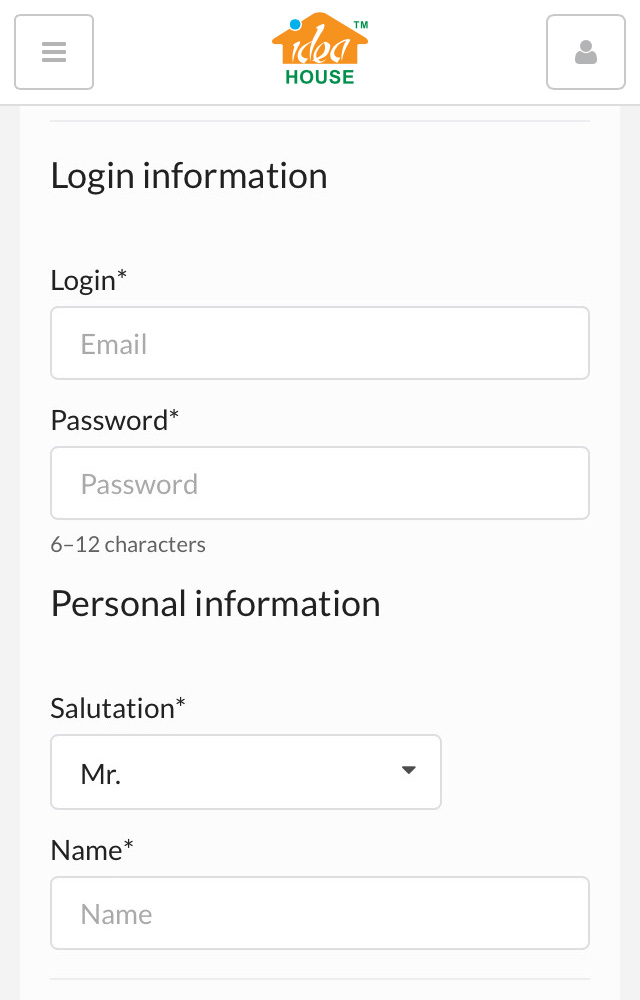 idea TM
HOUSE
Login information
Login*
Email
Password*
Password
6–12 characters
Personal information
Salutation*
Mr.
Name*
Name